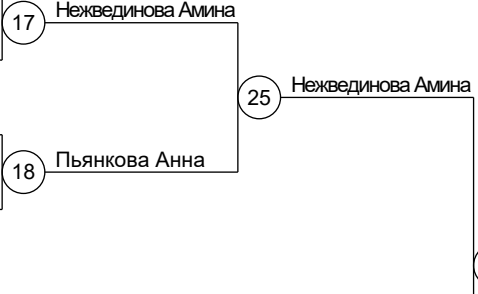 17 Нежвединова Амина
25 Нежвединова Амина
18 Пьянкова Анна